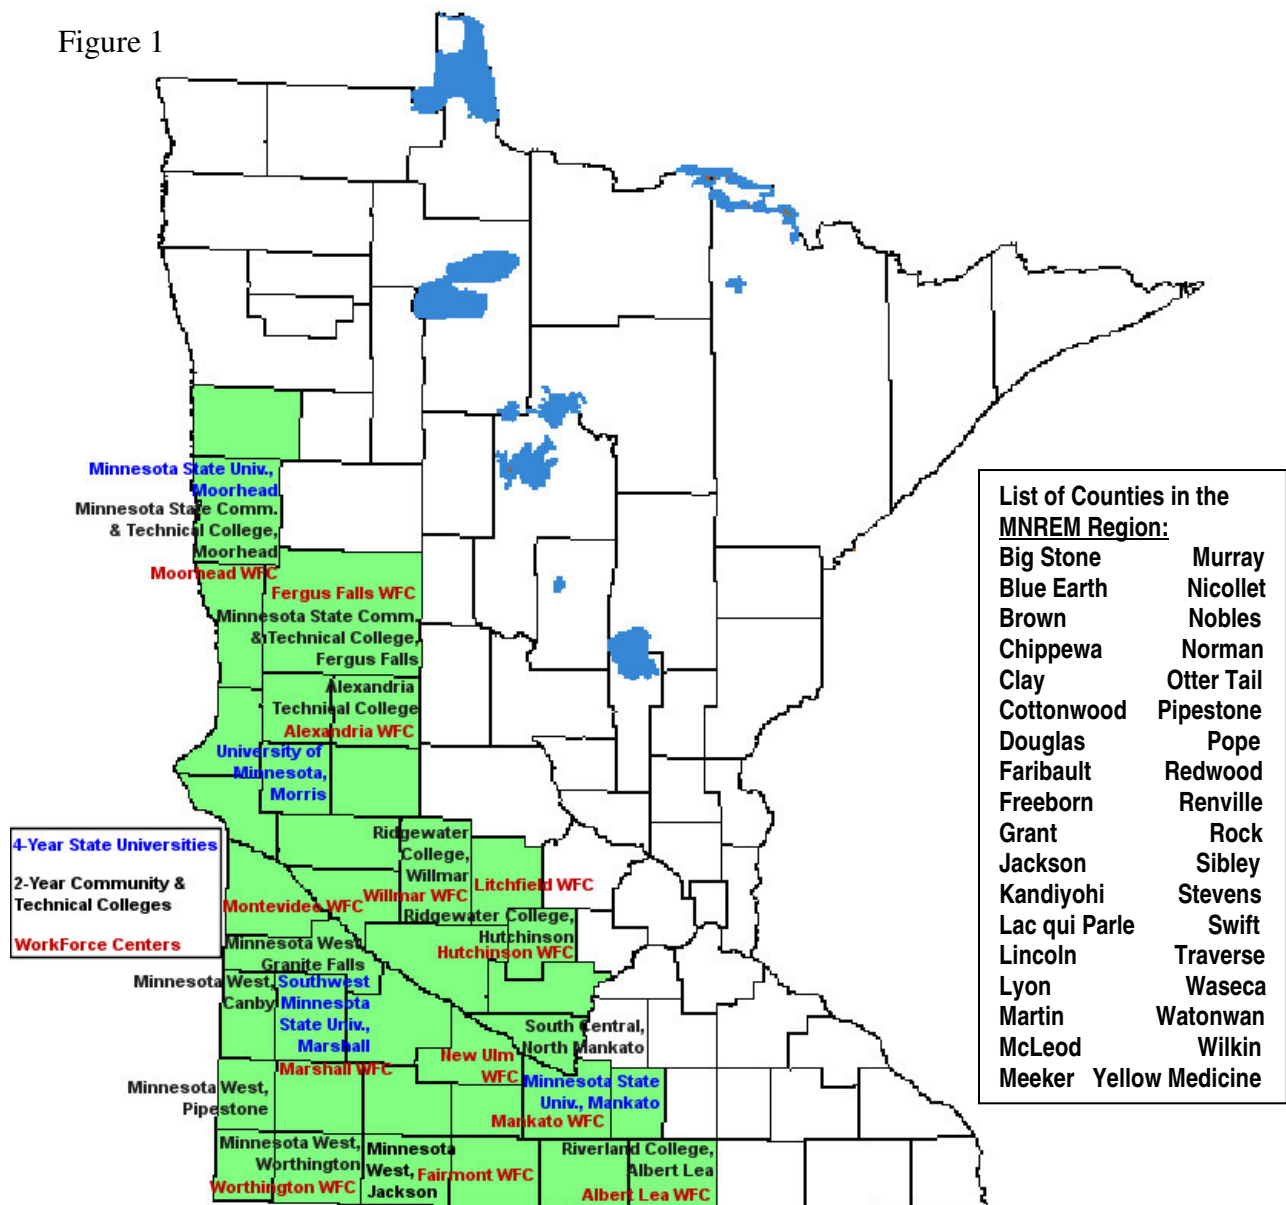 Figure 1
Minnesota State Univ.,
Moorhead
Minnesota State Comm.
& Technical College,
Moorhead
Moorhead WFC
Fergus Falls WFC
Minnesota State Comm.
& Technical College,
Fergus Falls
Alexandria
Technical College
Alexandria WFC
University of
Minnesota,
Morris
Ridgewater
College,
Willmar
Willmar WFC
Litchfield WFC
Montevideo WFC
Ridgewater College,
Hutchinson
Hutchinson WFC
Minnesota West,
Granite Falls
Minnesota West,
Canby
Southwest
Minnesota
State Univ.,
Marshall
Marshall WFC
South Central,
North Mankato
New Ulm
WFC
Minnesota State
Univ., Mankato
Mankato WFC
Minnesota West,
Pipestone
Minnesota West,
Worthington
Worthington WFC
Minnesota
West,
Jackson
Fairmont WFC
Riverland College,
Albert Lea
Albert Lea WFC
4-Year State Universities
2-Year Community &
Technical Colleges
WorkForce Centers
List of Counties in the
MNREM Region:
Big Stone Murray
Blue Earth Nicollet
Brown Nobles
Chippewa Norman
Clay Otter Tail
Cottonwood Pipestone
Douglas Pope
Faribault Redwood
Freeborn Renville
Grant Rock
Jackson Sibley
Kandiyohi Stevens
Lac qui Parle Swift
Lincoln Traverse
Lyon Waseca
Martin Watonwan
McLeod Wilkin
Meeker Yellow Medicine